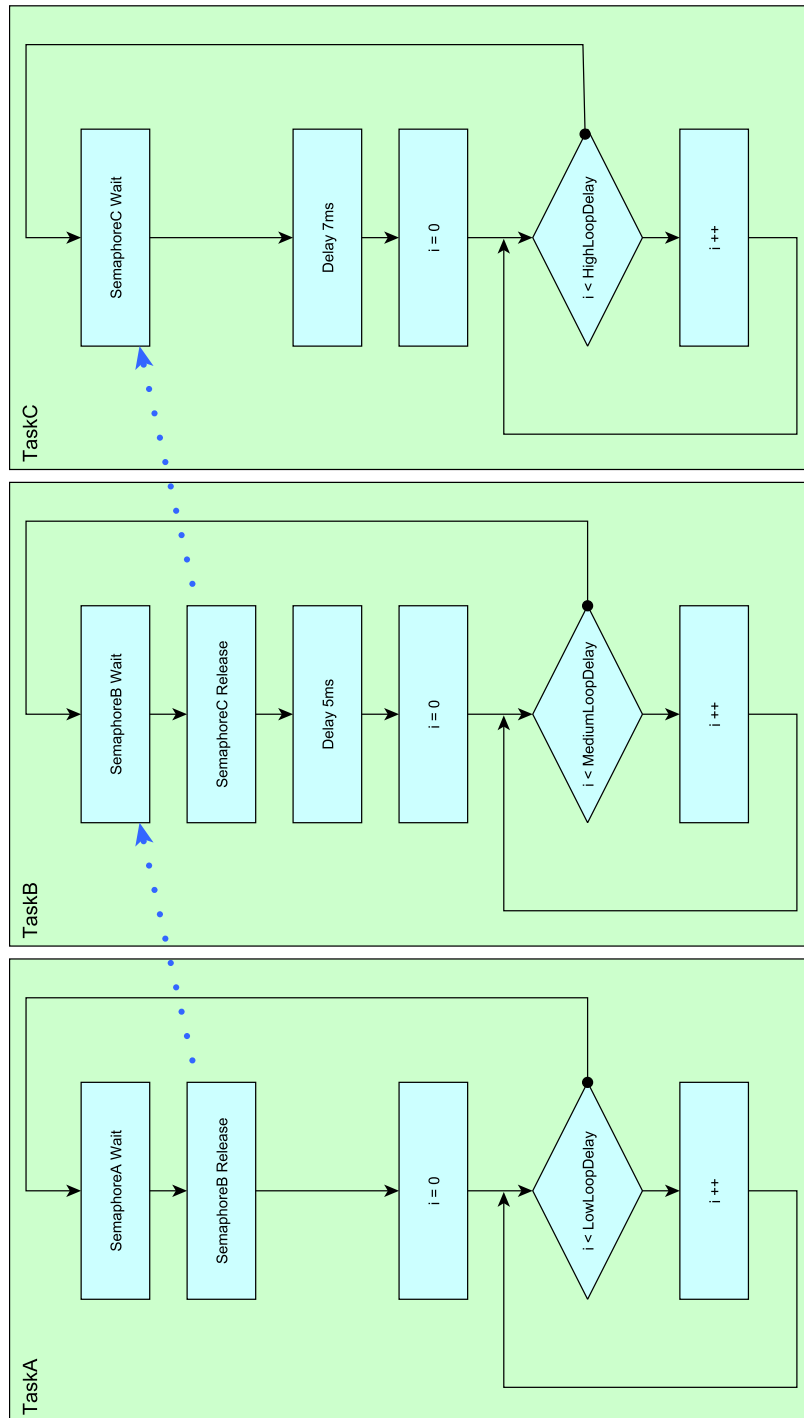 TaskA
SemaphoreA Wait
SemaphoreB Release
i = 0
i < LowLoopDelay
i ++
TaskB
SemaphoreB Wait
SemaphoreC Release
Delay 5ms
i = 0
i < MediumLoopDelay
i ++
TaskC
SemaphoreC Wait
Delay 7ms
i = 0
i < HighLoopDelay
i ++